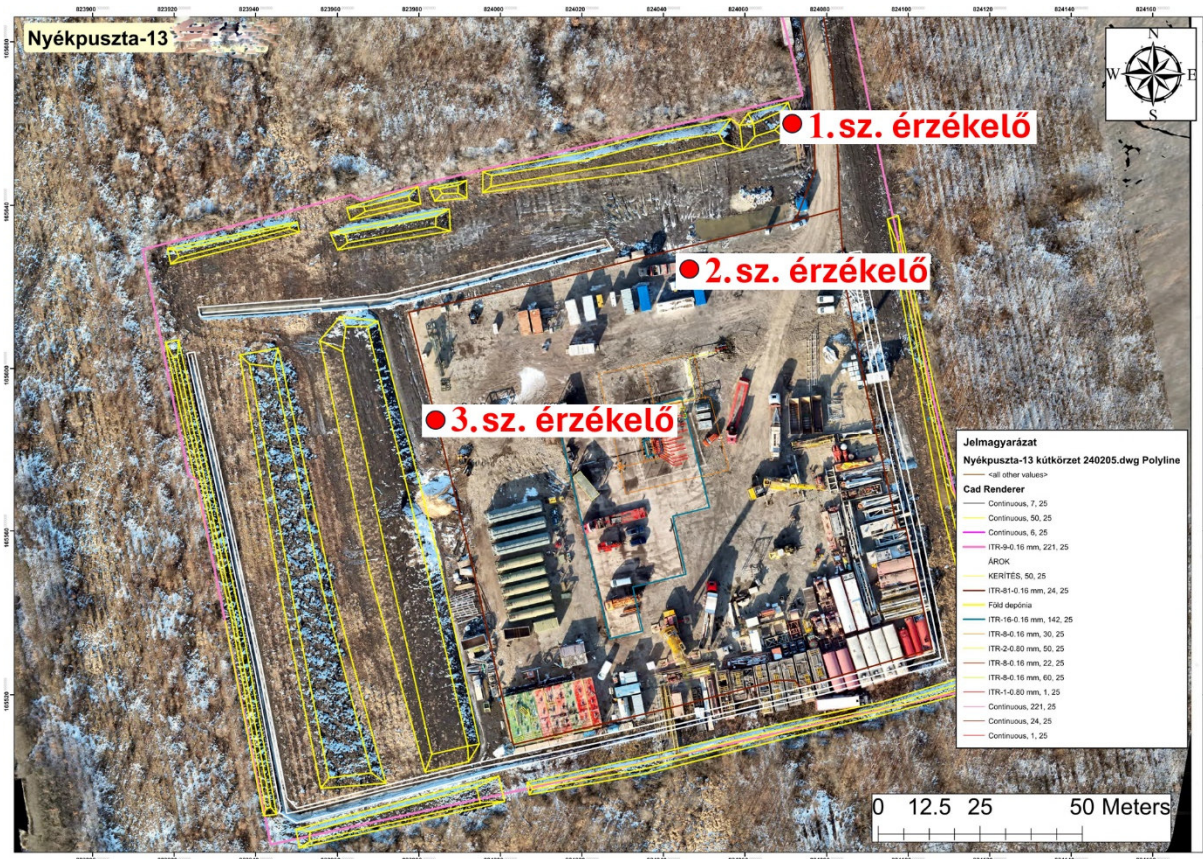 823900 823920 823940 823960 823980 824000 824020 824040 824060 824080 824100 824120 824140 824160
Nyékpuszta-13
N
W E
S
1.sz. érzékelő
165640
2.sz. érzékelő
165600
3.sz. érzékelő
165560
165520
Jelmagyarázat
Nyékpuszta-13 kútkörzet 240205.dwg Polyline
<all other values>
Cad Renderer
Continuous, 7, 25
Continuous, 50, 25
Continuous, 6, 25
ITR-9-0.16 mm, 221, 25
ÁROK
KERÍTÉS, 50, 25
ITR-81-0.16 mm, 24, 25
Föld depónia
ITR-16-0.16 mm, 142, 25
ITR-8-0.16 mm, 30, 25
ITR-2-0.80 mm, 50, 25
ITR-8-0.16 mm, 22, 25
ITR-8-0.16 mm, 60, 25
ITR-1-0.80 mm, 1, 25
Continuous, 221, 25
Continuous, 24, 25
Continuous, 1, 25
0 12.5 25 50 Meters